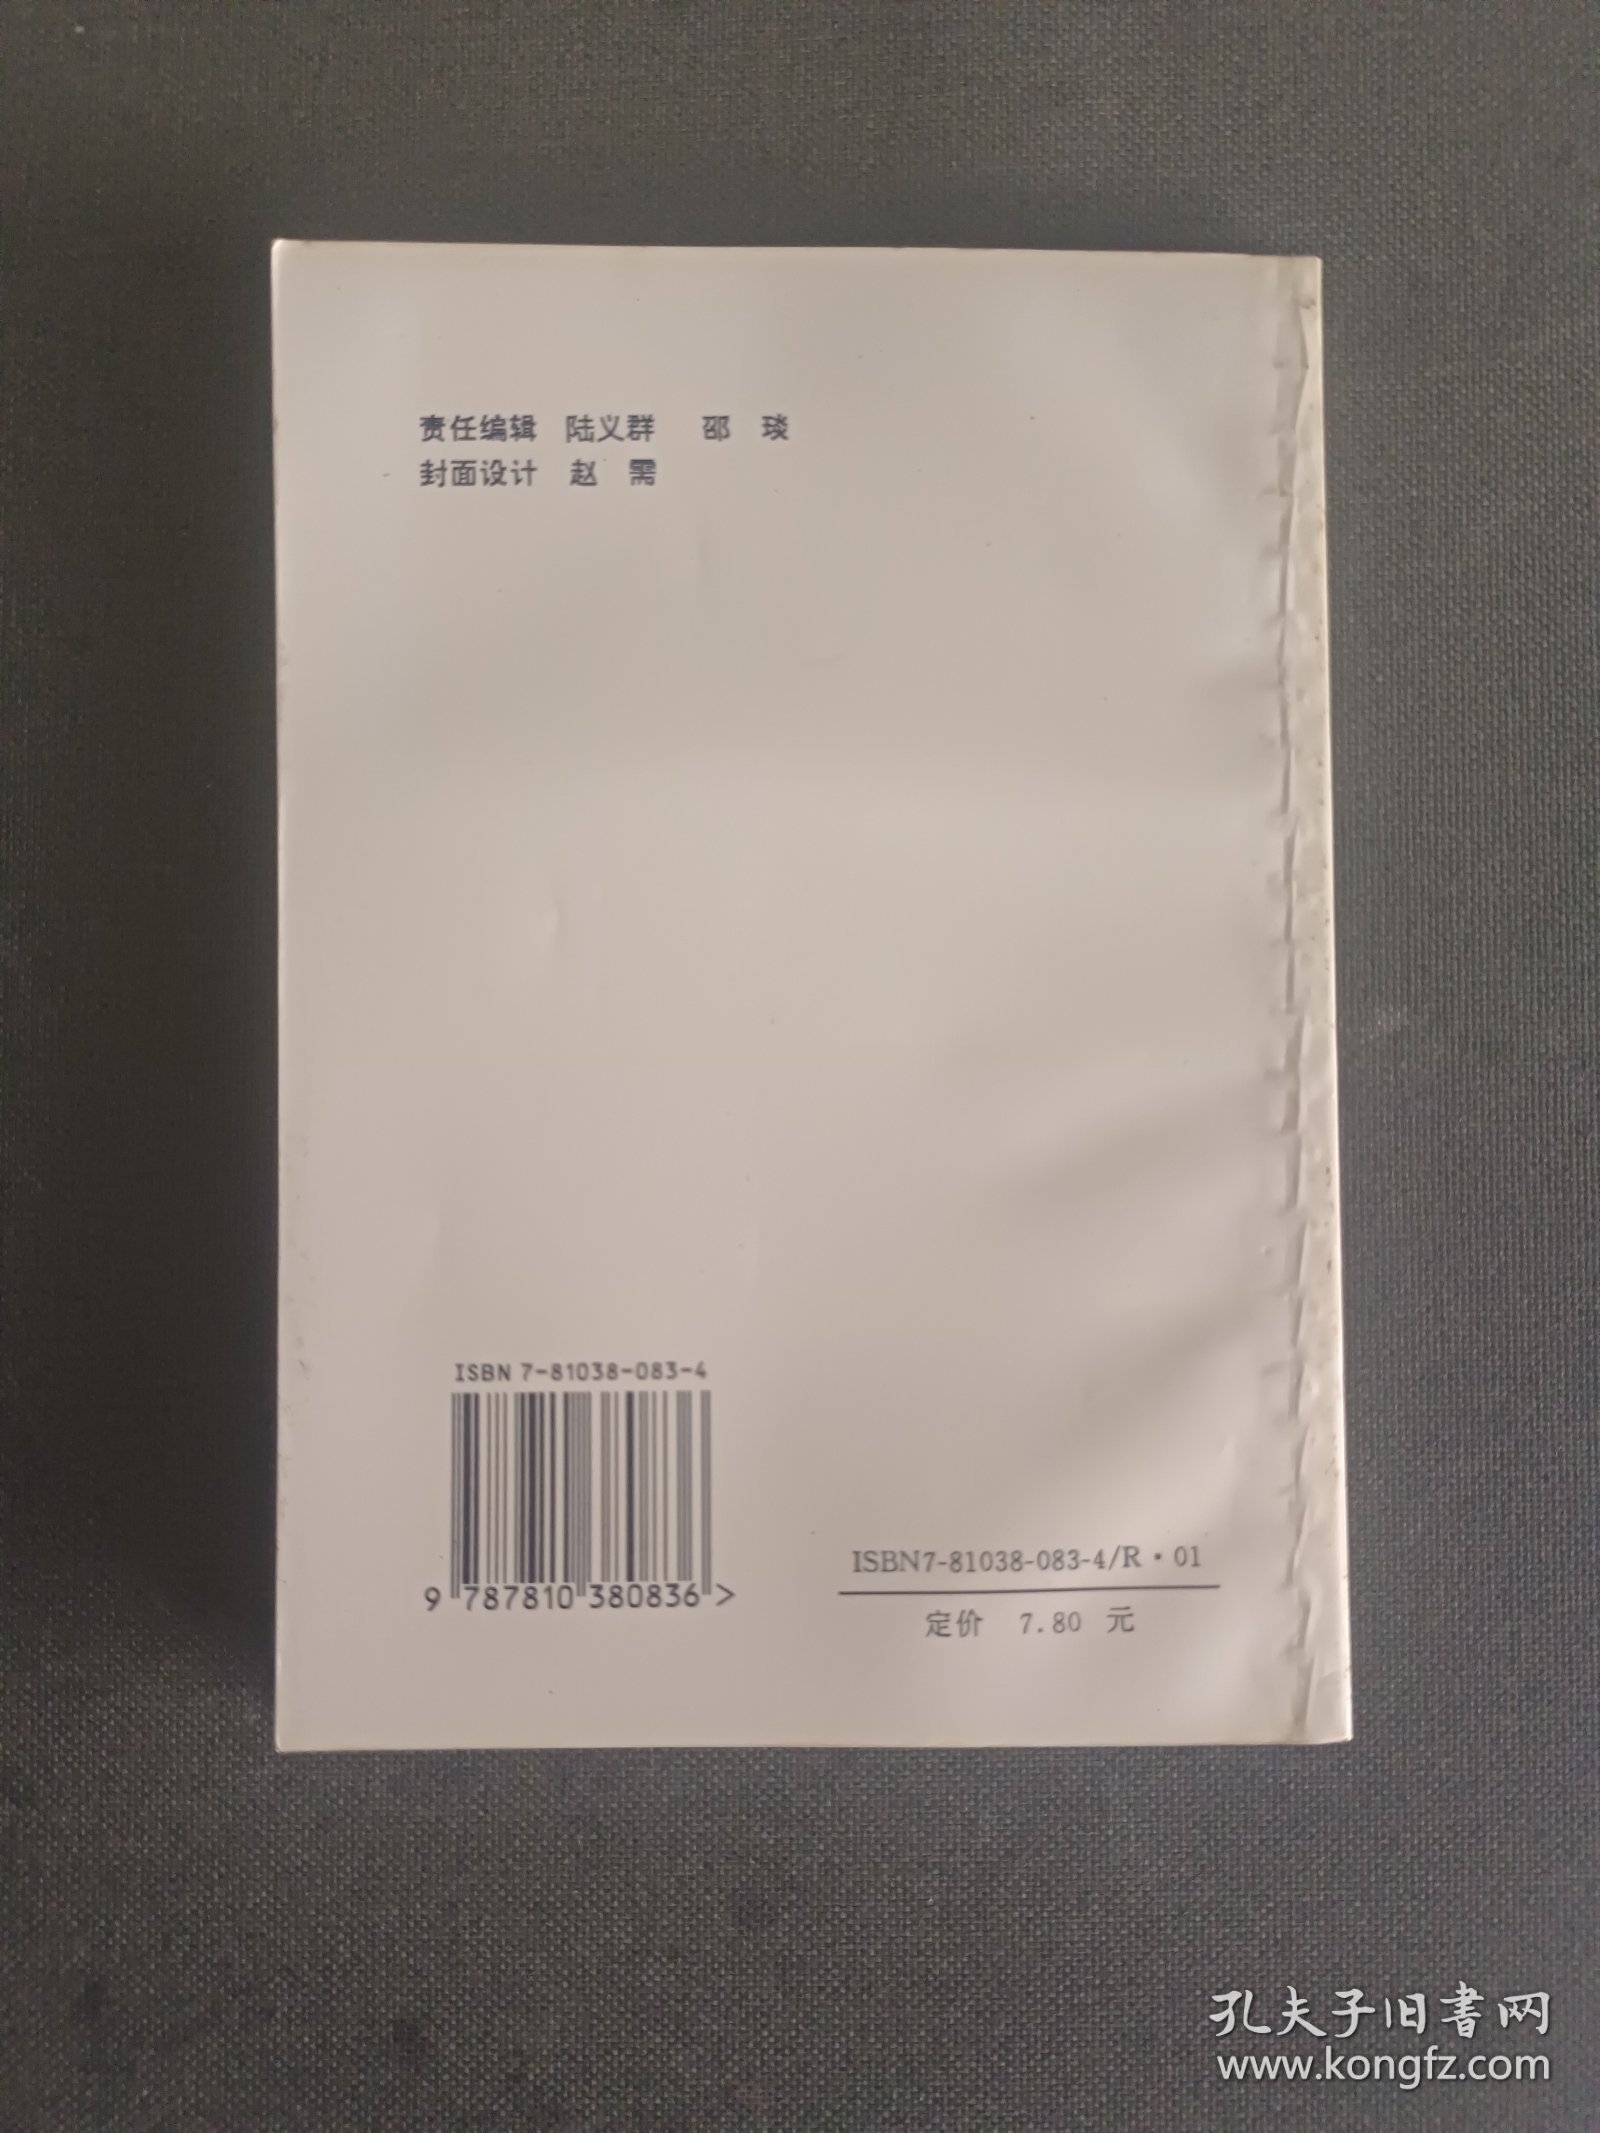 责任编辑 陆义群 邵 琰
封面设计 赵 需
ISBN 7-81038-083-4
9 787810 380836 >
ISBN7-81038-083-4/R·01
定价 7.80 元
孔夫子旧书网
www.kongfz.com